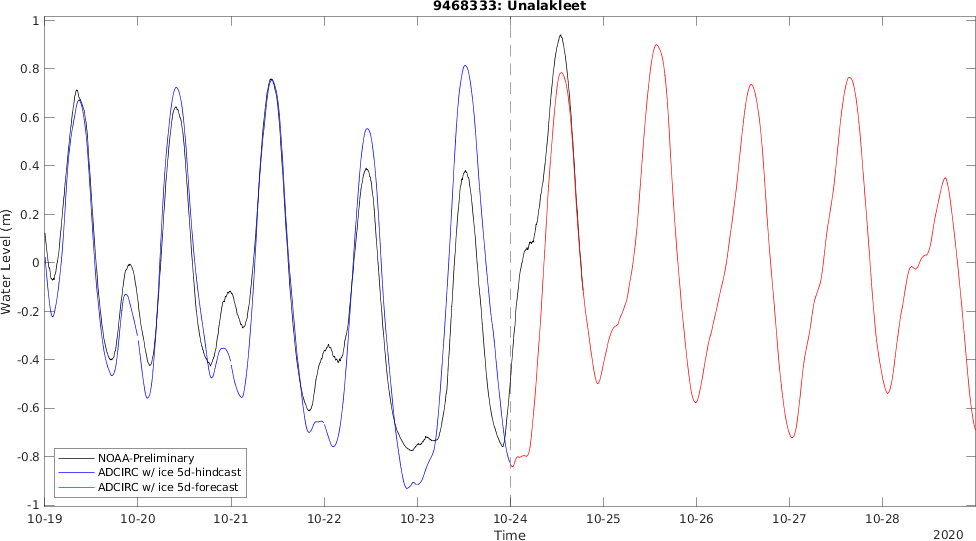 9468333: Unalakleet
1
0.8
0.6
0.4
0.2
0
-0.2
-0.4
-0.6
-0.8
-1
Water Level (m)
NOAA-Preliminary
ADCIRC w/ ice 5d-hindcast
ADCIRC w/ ice 5d-forecast
10-19 10-20 10-21 10-22 10-23 10-24 10-25 10-26 10-27 10-28
Time
2020